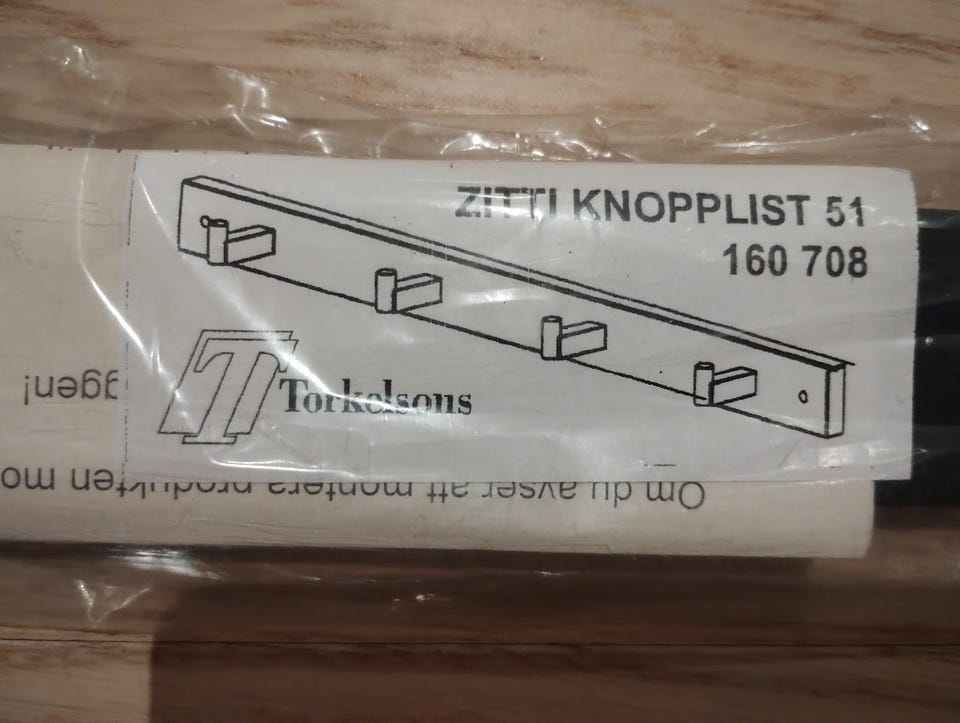 ZITTI KNOPPLIST 51
160 708
Torkelsons
ggen!
Om du avser att montera produkten mo